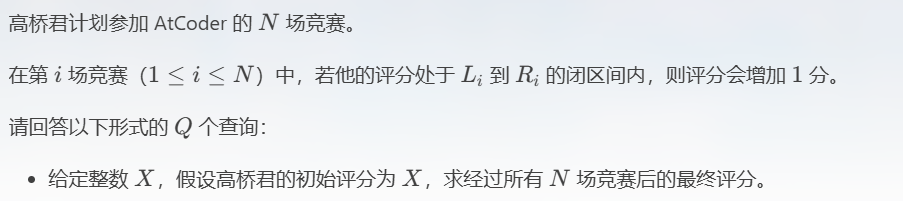 高桥君计划参加 AtCoder 的 N 场竞赛。
在第 i 场竞赛（1 ≤ i ≤ N）中，若他的评分处于 L_i 到 R_i 的闭区间内，则评分会增加 1 分。
请回答以下形式的 Q 个查询：
• 给定整数 X，假设高桥君的初始评分为 X，求经过所有 N 场竞赛后的最终评分。